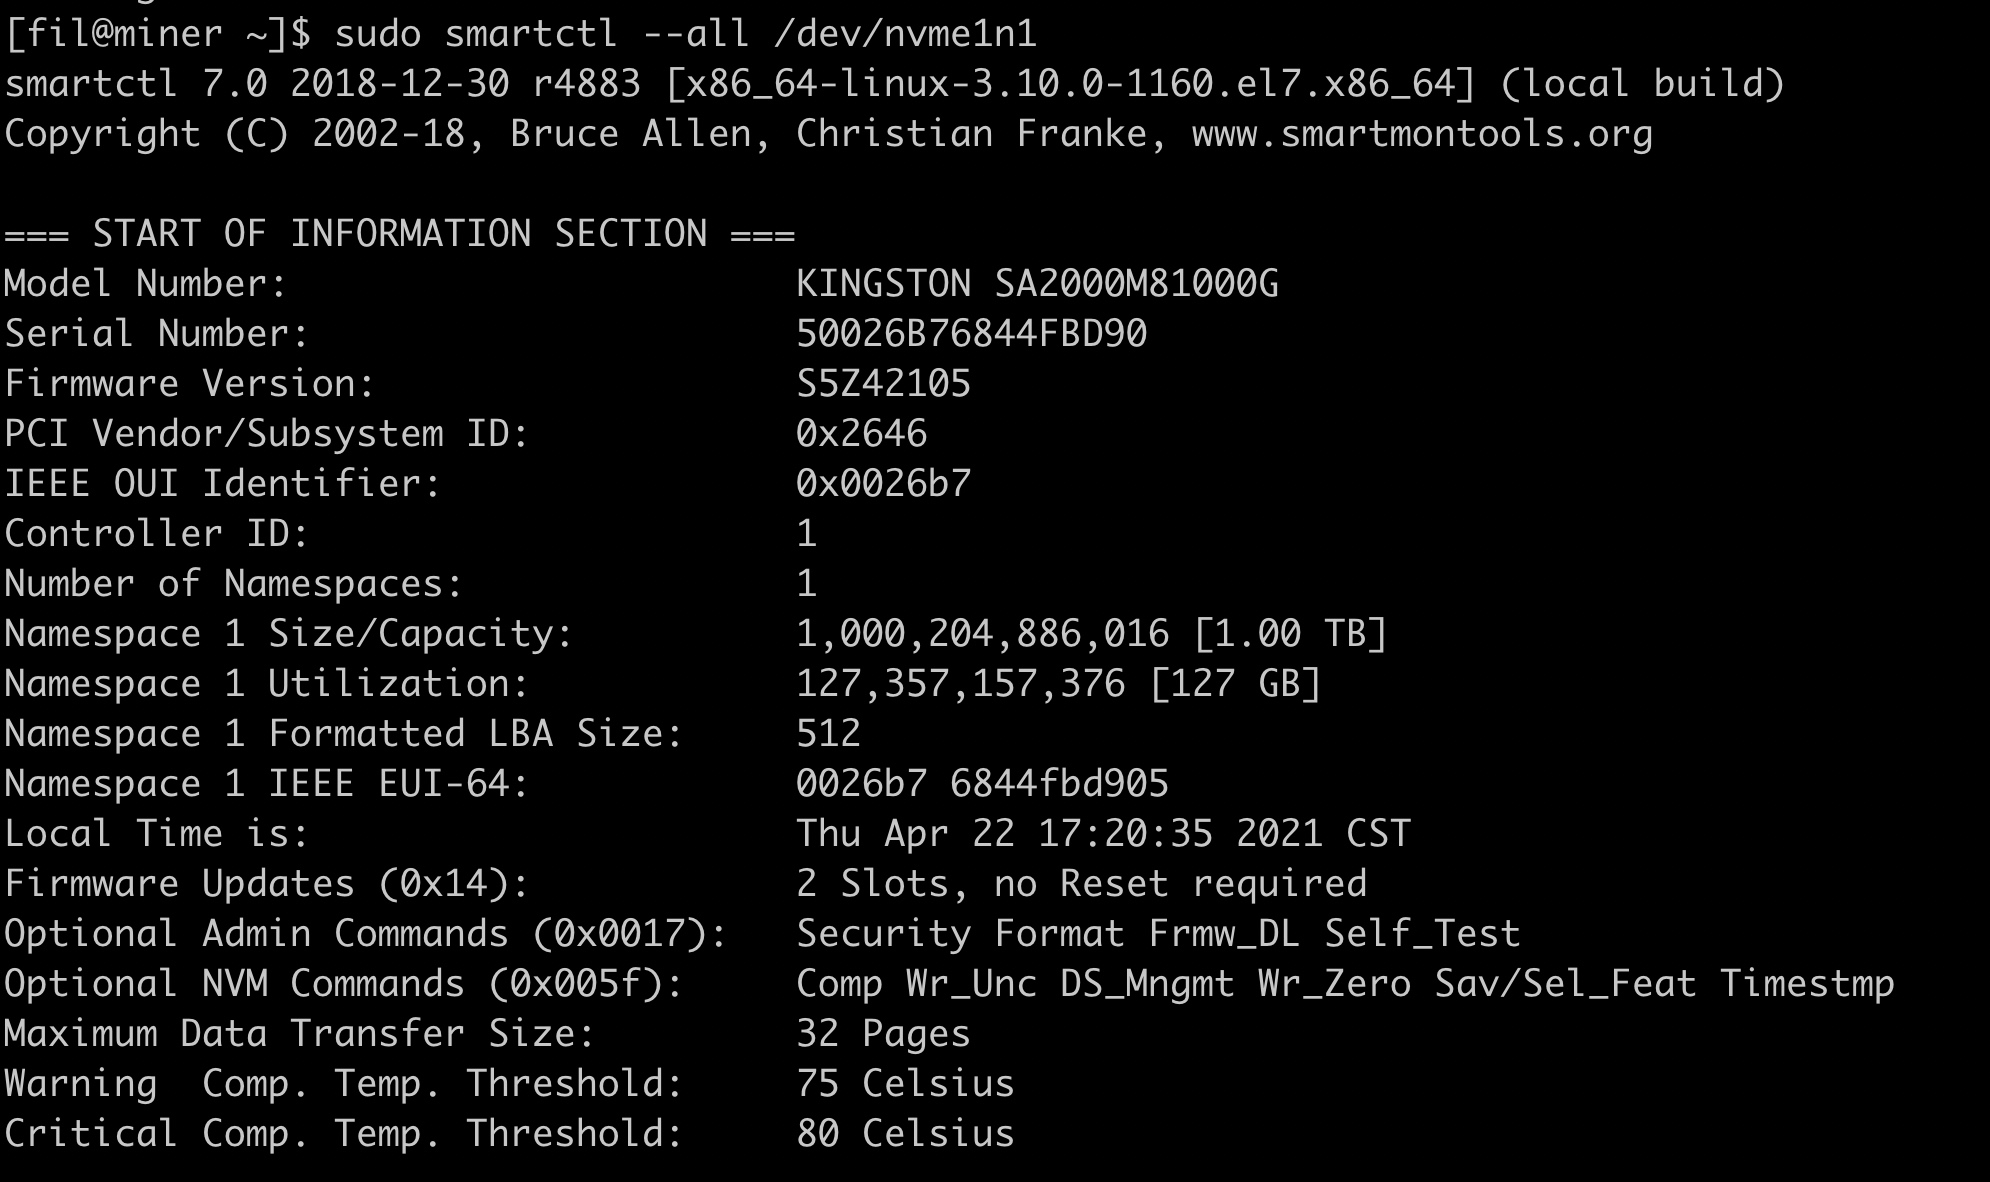 [fil@miner ~]$ sudo smartctl --all /dev/nvme1n1
smartctl 7.0 2018-12-30 r4883 [x86_64-linux-3.10.0-1160.el7.x86_64] (local build)
Copyright (C) 2002-18, Bruce Allen, Christian Franke, www.smartmontools.org

=== START OF INFORMATION SECTION ===
Model Number:                       KINGSTON SA2000M81000G
Serial Number:                      50026B76844FBD90
Firmware Version:                   S5Z42105
PCI Vendor/Subsystem ID:            0x2646
IEEE OUI Identifier:                0x0026b7
Controller ID:                      1
Number of Namespaces:               1
Namespace 1 Size/Capacity:          1,000,204,886,016 [1.00 TB]
Namespace 1 Utilization:            127,357,157,376 [127 GB]
Namespace 1 Formatted LBA Size:     512
Namespace 1 IEEE EUI-64:            0026b7 6844fbd905
Local Time is:                      Thu Apr 22 17:20:35 2021 CST
Firmware Updates (0x14):            2 Slots, no Reset required
Optional Admin Commands (0x0017):   Security Format Frmw_DL Self_Test
Optional NVM Commands (0x005f):     Comp Wr_Unc DS_Mngmt Wr_Zero Sav/Sel_Feat Timestmp
Maximum Data Transfer Size:         32 Pages
Warning  Comp. Temp. Threshold:     75 Celsius
Critical Comp. Temp. Threshold:     80 Celsius